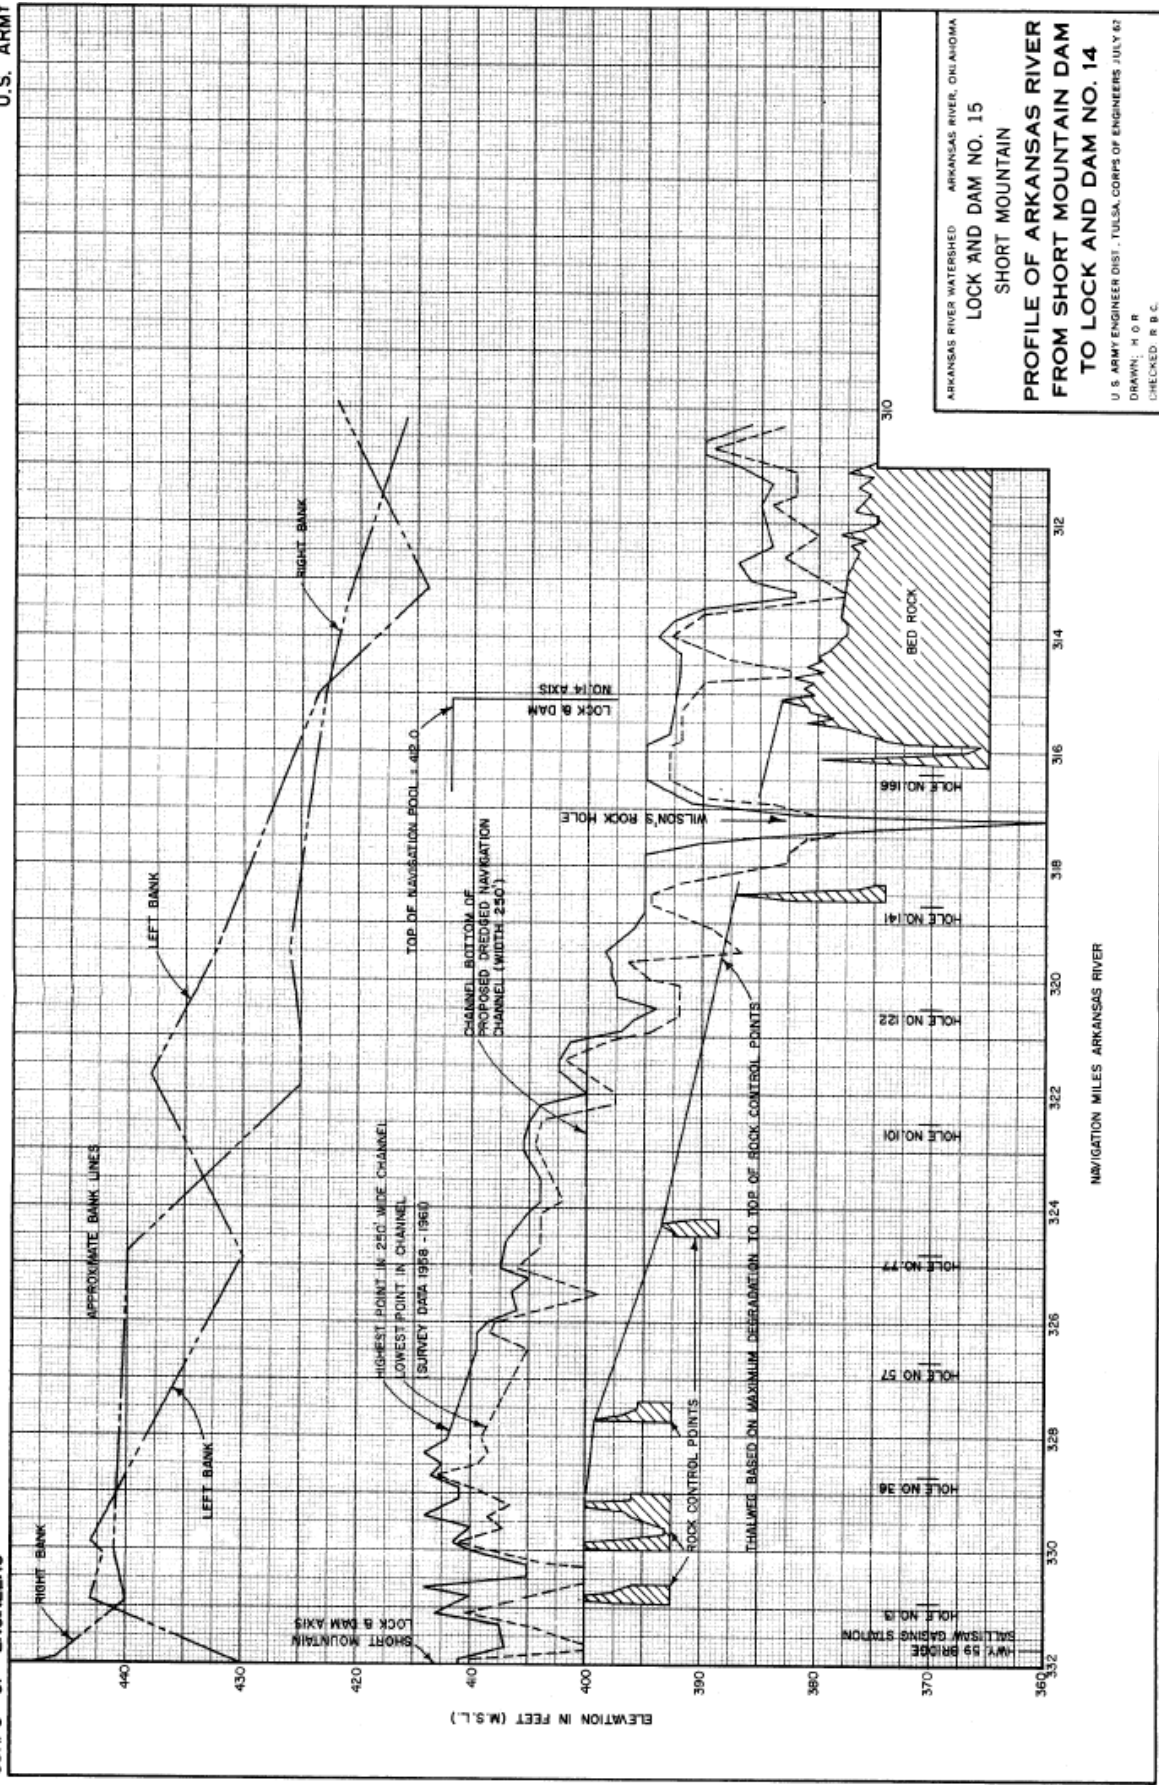 U.S. ARMY
RIGHT BANK
APPROXIMATE BANK LINES
LEFT BANK
RIGHT BANK
LEFT BANK
TOP OF NAVIGATION POOL = 412.0
LOCK & DAM
NO. 14 AXIS
CHANNEL BOTTOM OF
PROPOSED DREDGED NAVIGATION
CHANNEL (WIDTH 250')
HIGHEST POINT IN 250' WIDE CHANNEL
LOWEST POINT IN CHANNEL
(SURVEY DATA 1958 - 1961)
SHORT MOUNTAIN
LOCK & DAM AXIS
WILSON'S ROCK HOLE
BED ROCK
ROCK CONTROL POINTS
THALWEG BASED ON MAXIMUM DEGRADATION TO TOP OF ROCK CONTROL POINTS
HWY. 59 BRIDGE
SALLISAW GAGING STATION
HOLE NO. 13
HOLE NO. 36
HOLE NO. 57
HOLE NO. 77
HOLE NO. 101
HOLE NO. 122
HOLE NO. 141
HOLE NO. 166
440
430
420
410
400
390
380
370
360
ELEVATION IN FEET (M.S.L.)
332
330
328
326
324
322
320
318
316
314
312
310
NAVIGATION MILES ARKANSAS RIVER
ARKANSAS RIVER WATERSHED ARKANSAS RIVER, OKLAHOMA
LOCK AND DAM NO. 15
SHORT MOUNTAIN
PROFILE OF ARKANSAS RIVER
FROM SHORT MOUNTAIN DAM
TO LOCK AND DAM NO. 14
U.S. ARMY ENGINEER DIST., TULSA, CORPS OF ENGINEERS JULY 62
DRAWN: H O R
CHECKED: R B C.